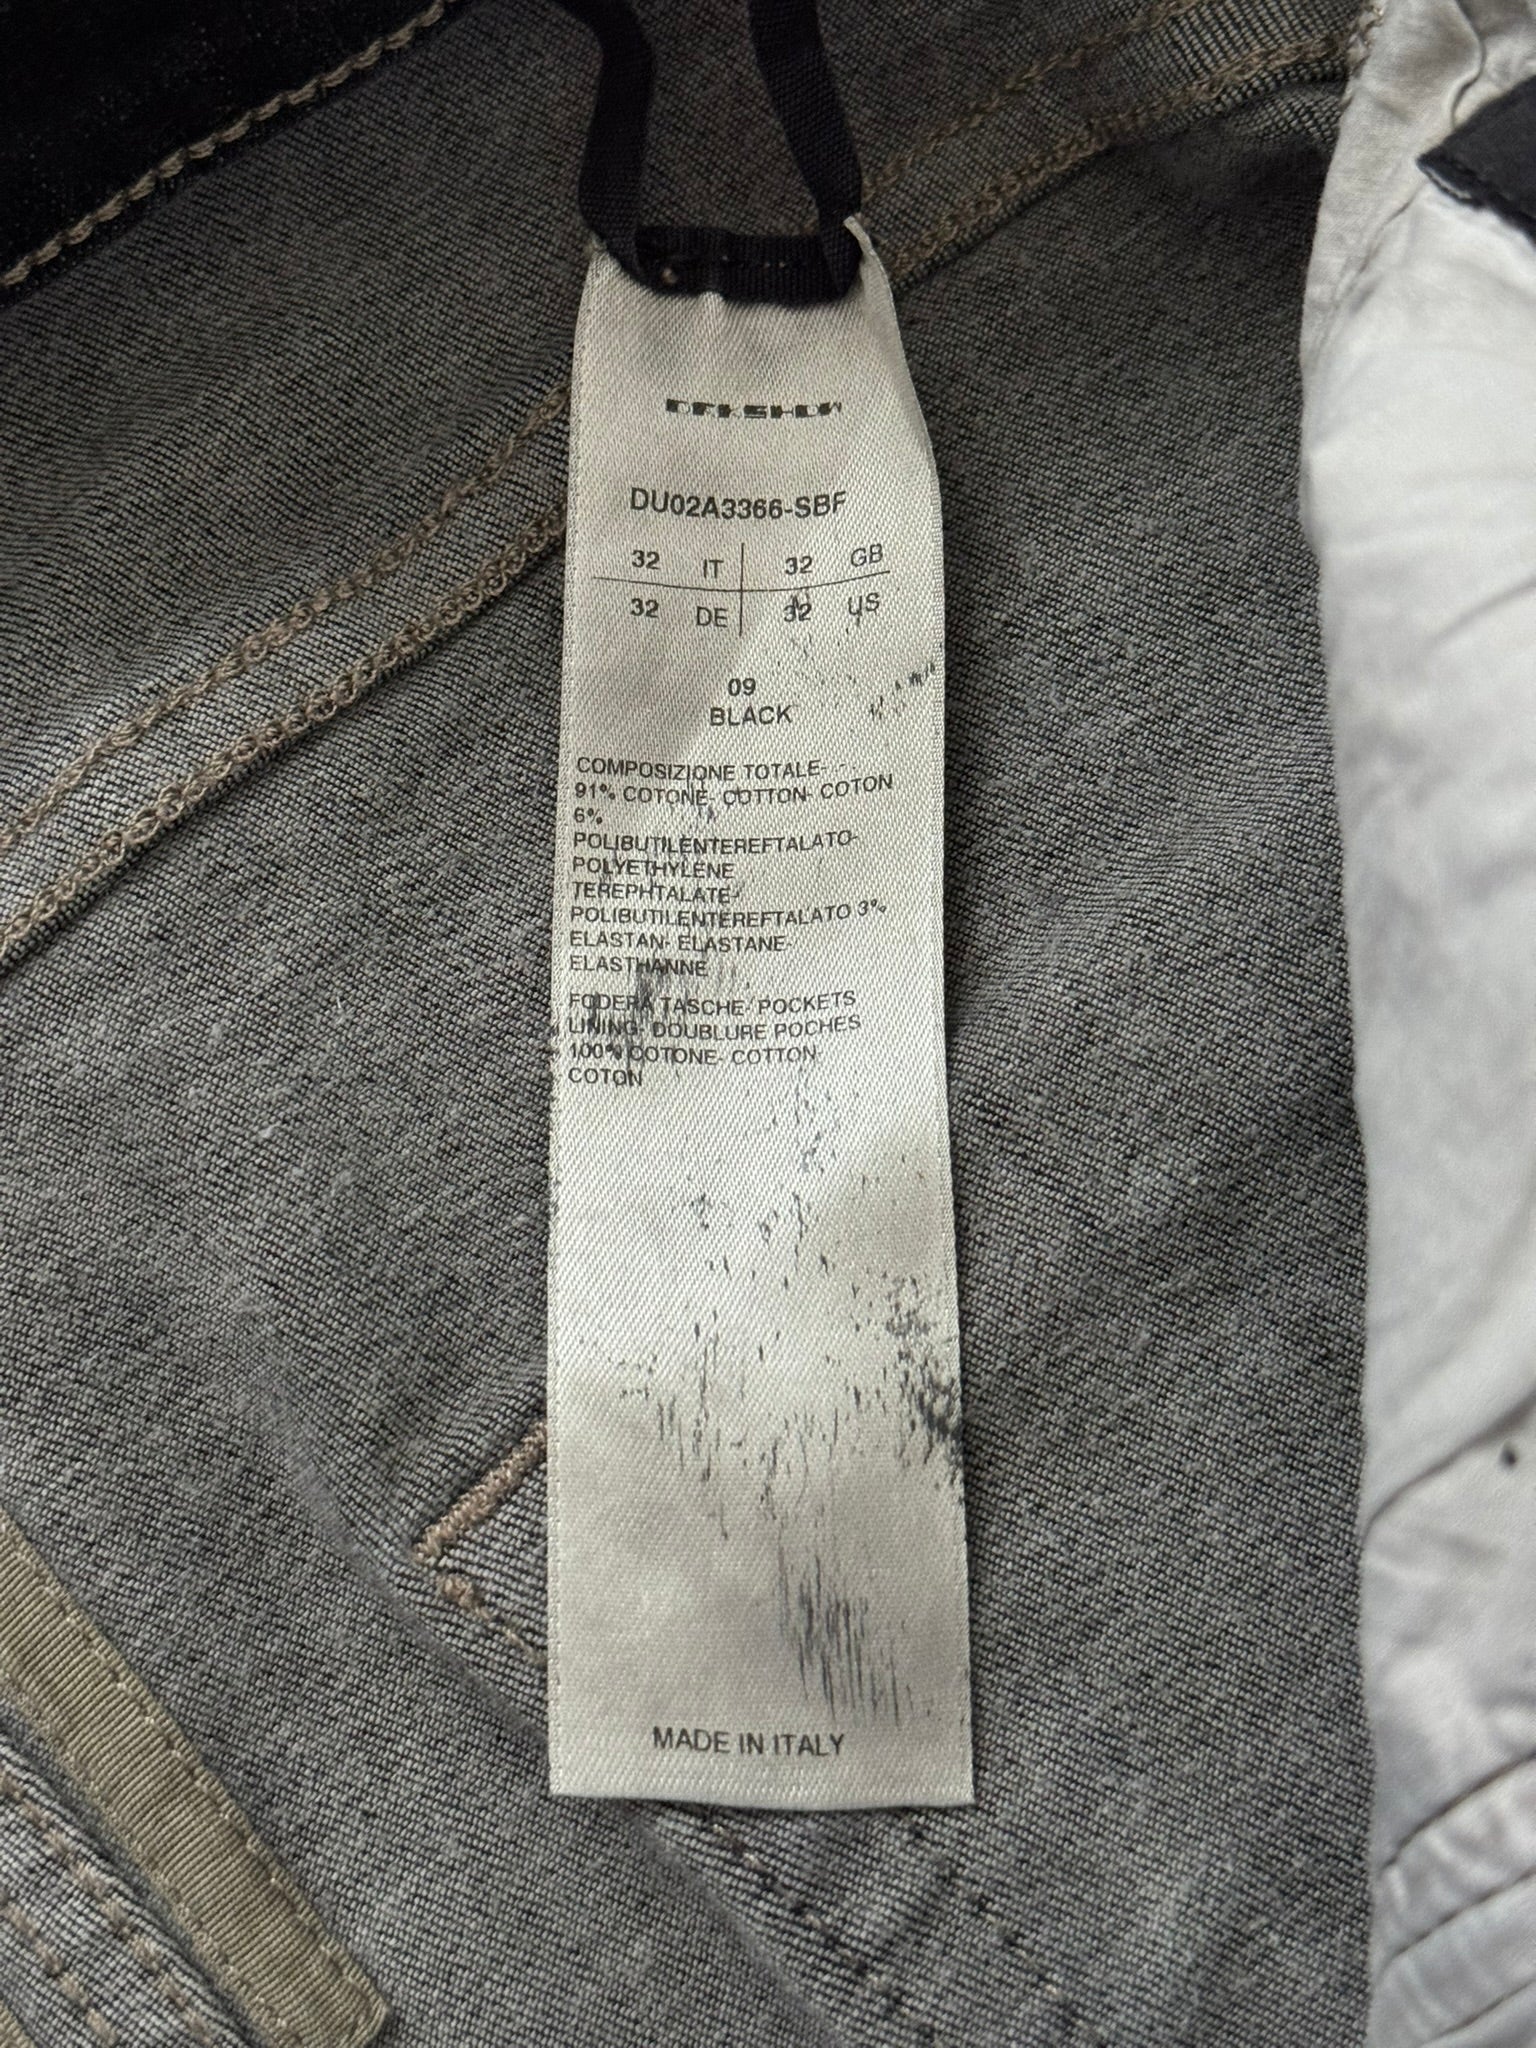 DRKSHDW
DU02A3366-SBF
32 IT 32 GB
32 DE 32 US
09
BLACK
COMPOSIZIONE TOTALE-
91% COTONE- COTTON- COTON
6%
POLIBUTILENTEREFTALATO-
POLYETHYLENE
TEREPHTALATE-
POLIBUTILENTEREFTALATO 3%
ELASTAN- ELASTANE-
ELASTHANNE
FODERA TASCHE- POCKETS
LINING- DOUBLURE POCHES
100% COTONE- COTTON-
COTON
MADE IN ITALY